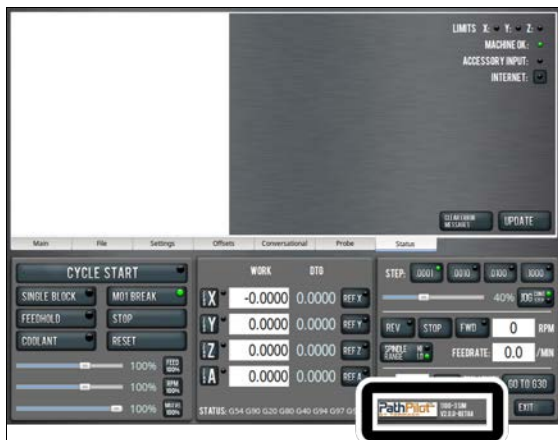 LIMITS X: Y: Z:
MACHINE OK:
ACCESSORY INPUT:
INTERNET:
CLEAR ERROR
MESSAGES
UPDATE
Main File Settings Offsets Conversational Probe Status
CYCLE START
SINGLE BLOCK M01 BREAK
FEEDHOLD STOP
COOLANT RESET
100% FEED
100%
100% RPM
100%
100% MAXVEL
100%
WORK DTG
X -0.0000 0.0000 REF X
Y 0.0000 0.0000 REF Y
Z 0.0000 0.0000 REF Z
A 0.0000 0.0000 REF A
STATUS: G54 G90 G20 G80 G40 G94 G97
STEP: .0001 .0010 .0100 .1000
40% JOG
REV STOP FWD 0 RPM
SPINDLE
RANGE HI
LO FEEDRATE: 0.0 /MIN
GO TO G30
EXIT
PathPilot